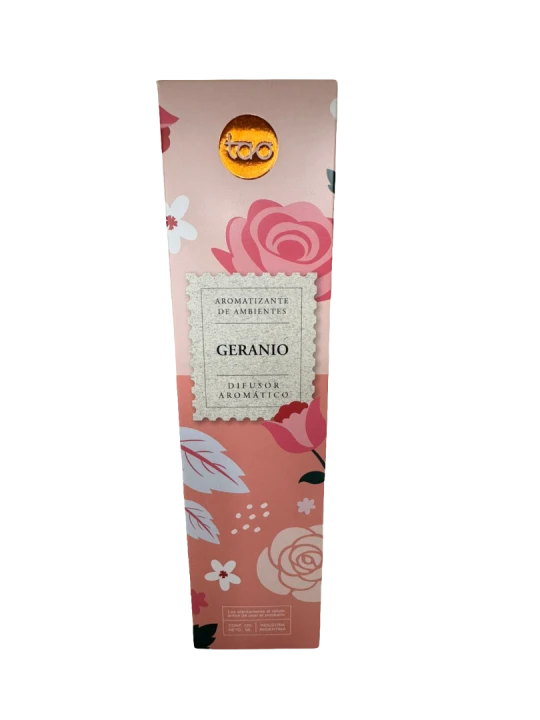 tao
AROMATIZANTE
DE AMBIENTES
GERANIO
DIFUSOR
AROMÁTICO
INDUSTRIA
ARGENTINA